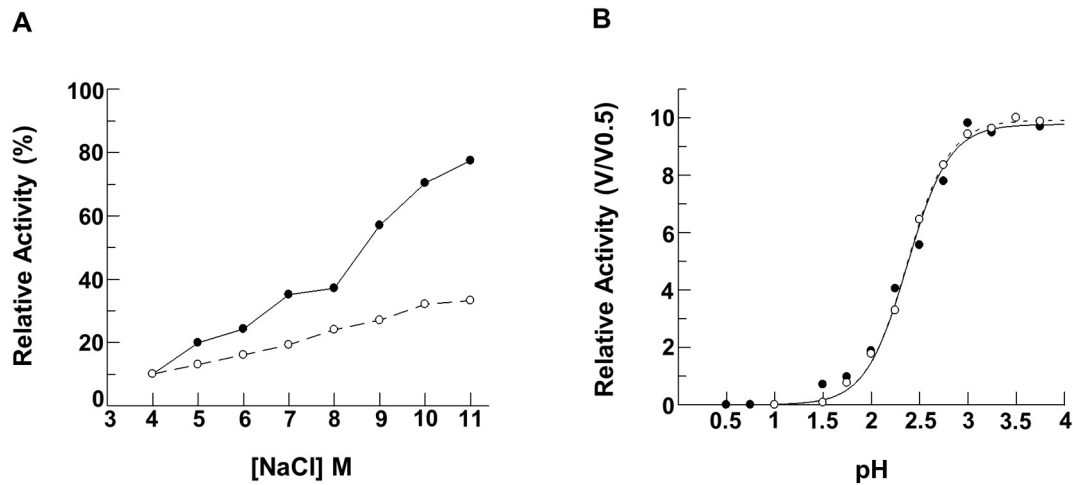 A
Relative Activity (%)
100
80
60
40
20
0
3 4 5 6 7 8 9 10 11
[NaCl] M
B
Relative Activity (V/V0.5)
10
8
6
4
2
0
0.5 1 1.5 2 2.5 3 3.5 4
pH